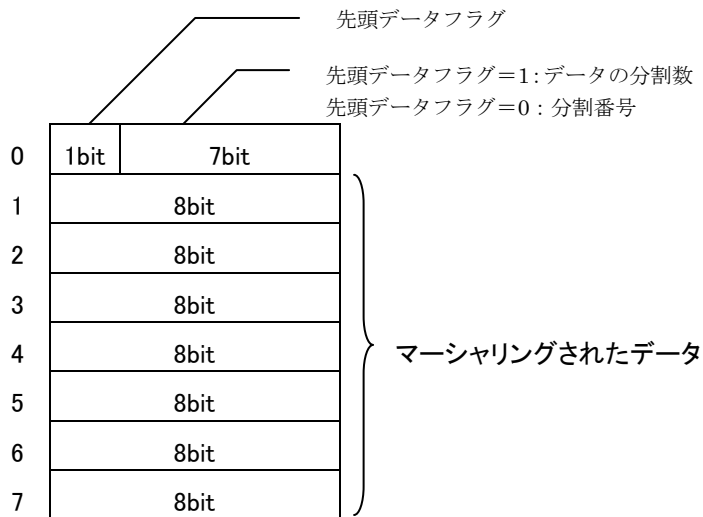 先頭データフラグ
先頭データフラグ=1:データの分割数
先頭データフラグ=0:分割番号
0 1bit 7bit
1 8bit
2 8bit
3 8bit
4 8bit
マーシャリングされたデータ
5 8bit
6 8bit
7 8bit